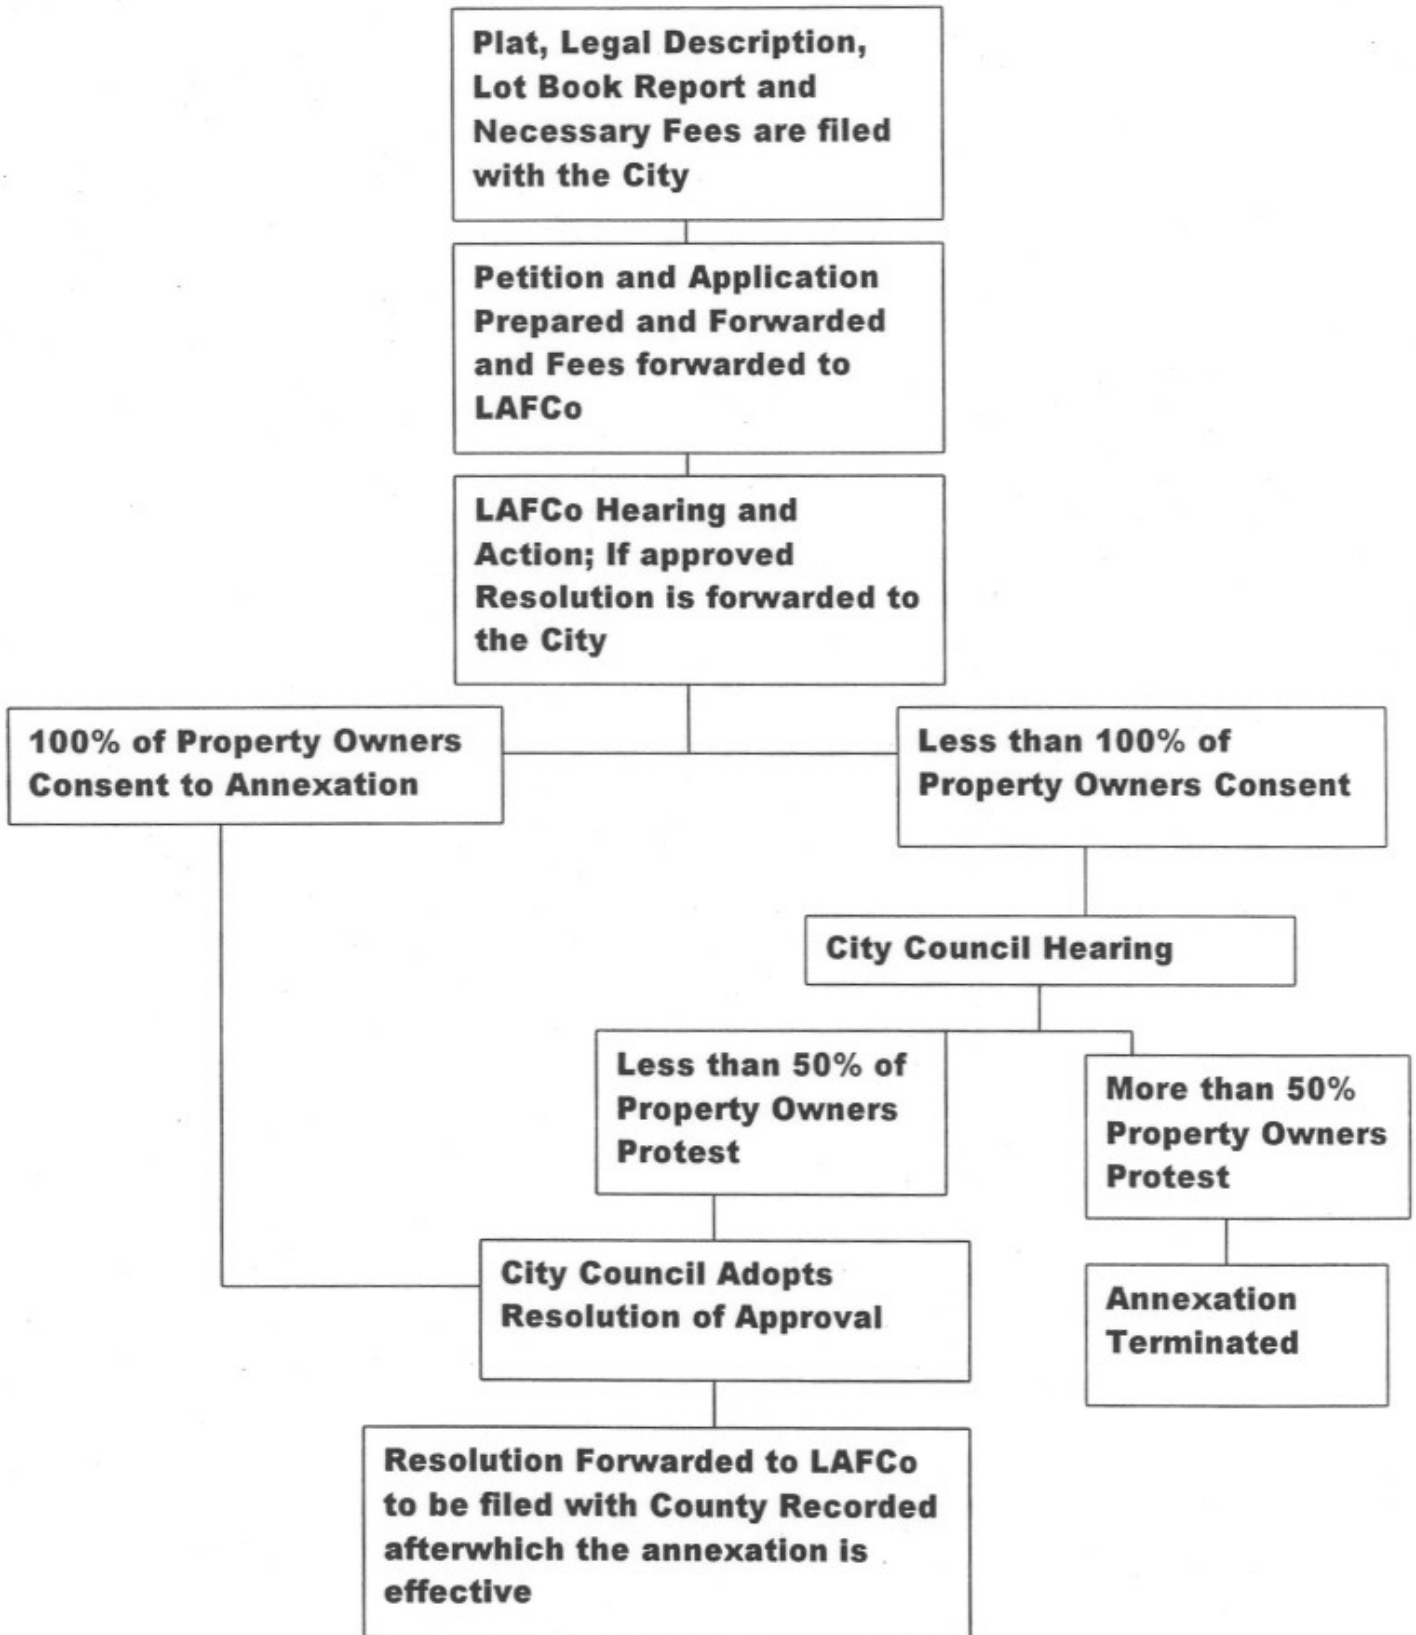 Plat, Legal Description,
Lot Book Report and
Necessary Fees are filed
with the City
Petition and Application
Prepared and Forwarded
and Fees forwarded to
LAFCo
LAFCo Hearing and
Action; If approved
Resolution is forwarded to
the City
100% of Property Owners
Consent to Annexation
Less than 100% of
Property Owners Consent
City Council Hearing
Less than 50% of
Property Owners
Protest
More than 50%
Property Owners
Protest
City Council Adopts
Resolution of Approval
Annexation
Terminated
Resolution Forwarded to LAFCo
to be filed with County Recorded
afterwhich the annexation is
effective